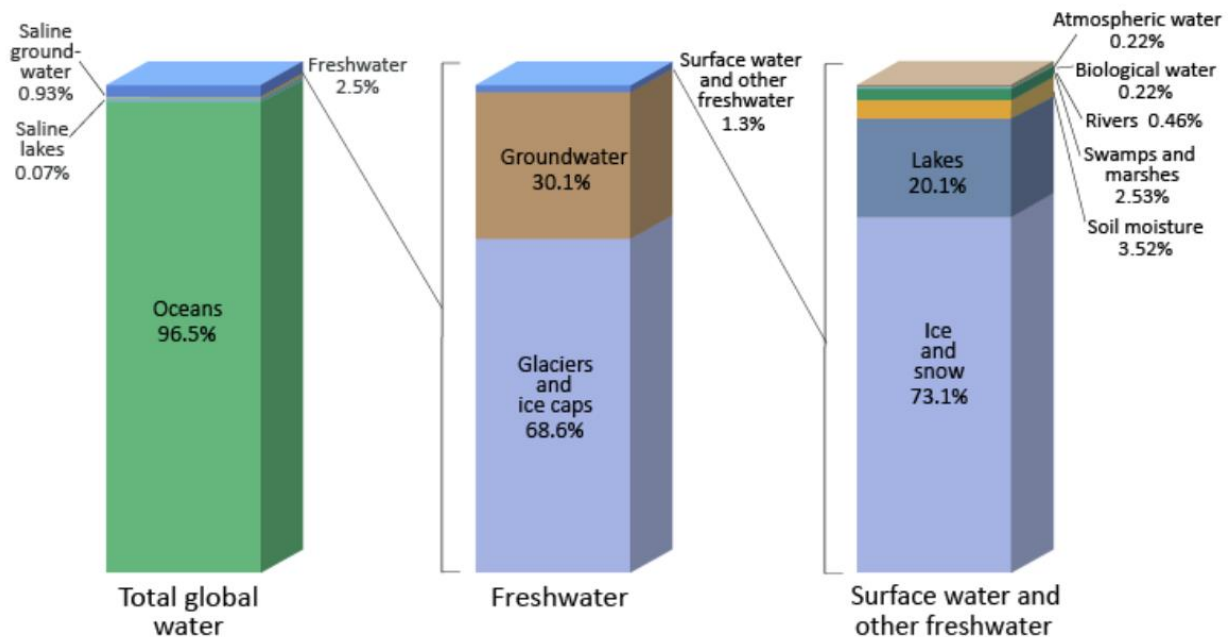 Saline
ground-
water
0.93%
Saline
lakes
0.07%
Freshwater
2.5%
Oceans
96.5%
Total global
water
Surface water
and other
freshwater
1.3%
Groundwater
30.1%
Glaciers
and
ice caps
68.6%
Freshwater
Atmospheric water
0.22%
Biological water
0.22%
Rivers 0.46%
Swamps and
marshes
2.53%
Soil moisture
3.52%
Lakes
20.1%
Ice
and
snow
73.1%
Surface water and
other freshwater